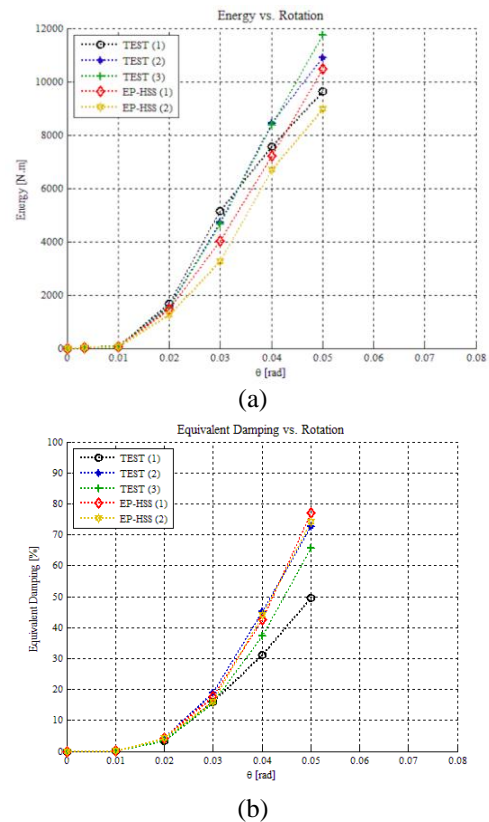 Energy vs. Rotation
12000
10000
8000
6000
4000
2000
0
Energy [N.m]
TEST (1)
TEST (2)
TEST (3)
EP-HSS (1)
EP-HSS (2)
0 0.01 0.02 0.03 0.04 0.05 0.06 0.07 0.08
θ [rad]
(a)
Equivalent Damping vs. Rotation
100
90
80
70
60
50
40
30
20
10
0
Equivalent Damping [%]
TEST (1)
TEST (2)
TEST (3)
EP-HSS (1)
EP-HSS (2)
0 0.01 0.02 0.03 0.04 0.05 0.06 0.07 0.08
θ [rad]
(b)